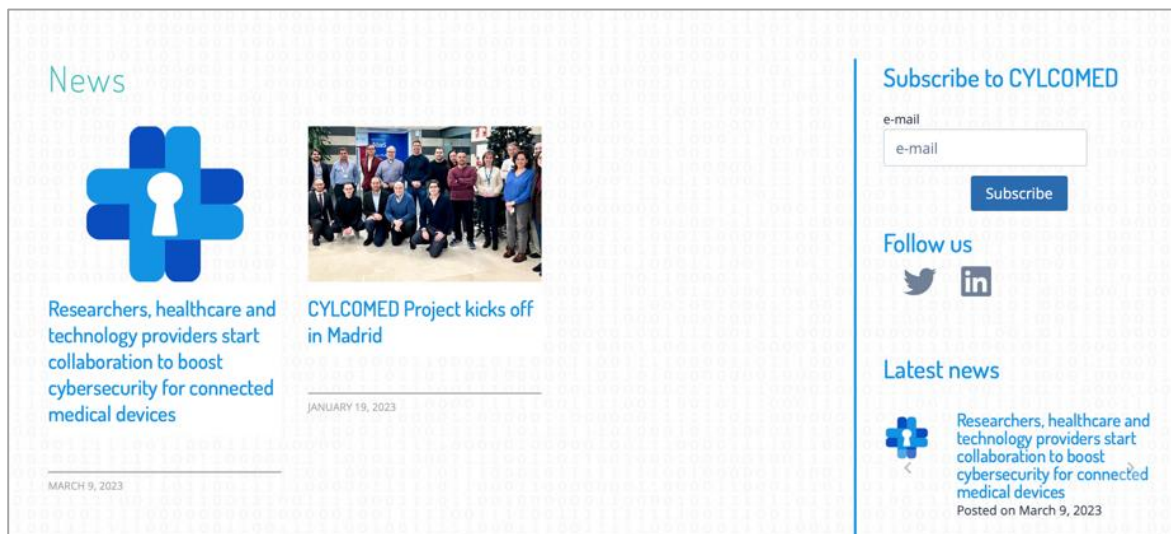 News
Researchers, healthcare and
technology providers start
collaboration to boost
cybersecurity for connected
medical devices
MARCH 9, 2023
CYLCOMED Project kicks off
in Madrid
JANUARY 19, 2023
Subscribe to CYLCOMED
e-mail
e-mail
Subscribe
Follow us
in
Latest news
Researchers, healthcare and
technology providers start
collaboration to boost
cybersecurity for connected
medical devices
Posted on March 9, 2023